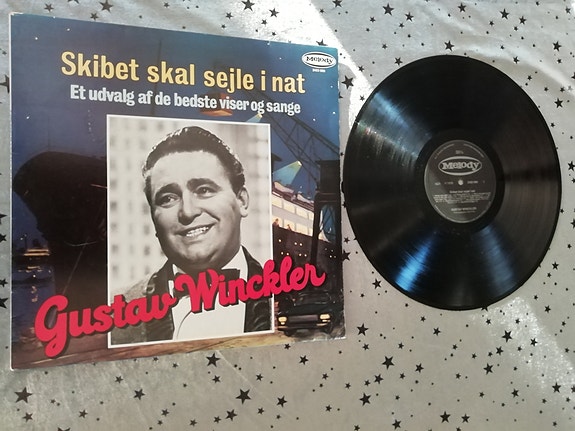 Melody
Skibet skal sejle i nat
Et udvalg af de bedste viser og sange
Gustav Winckler
Melody